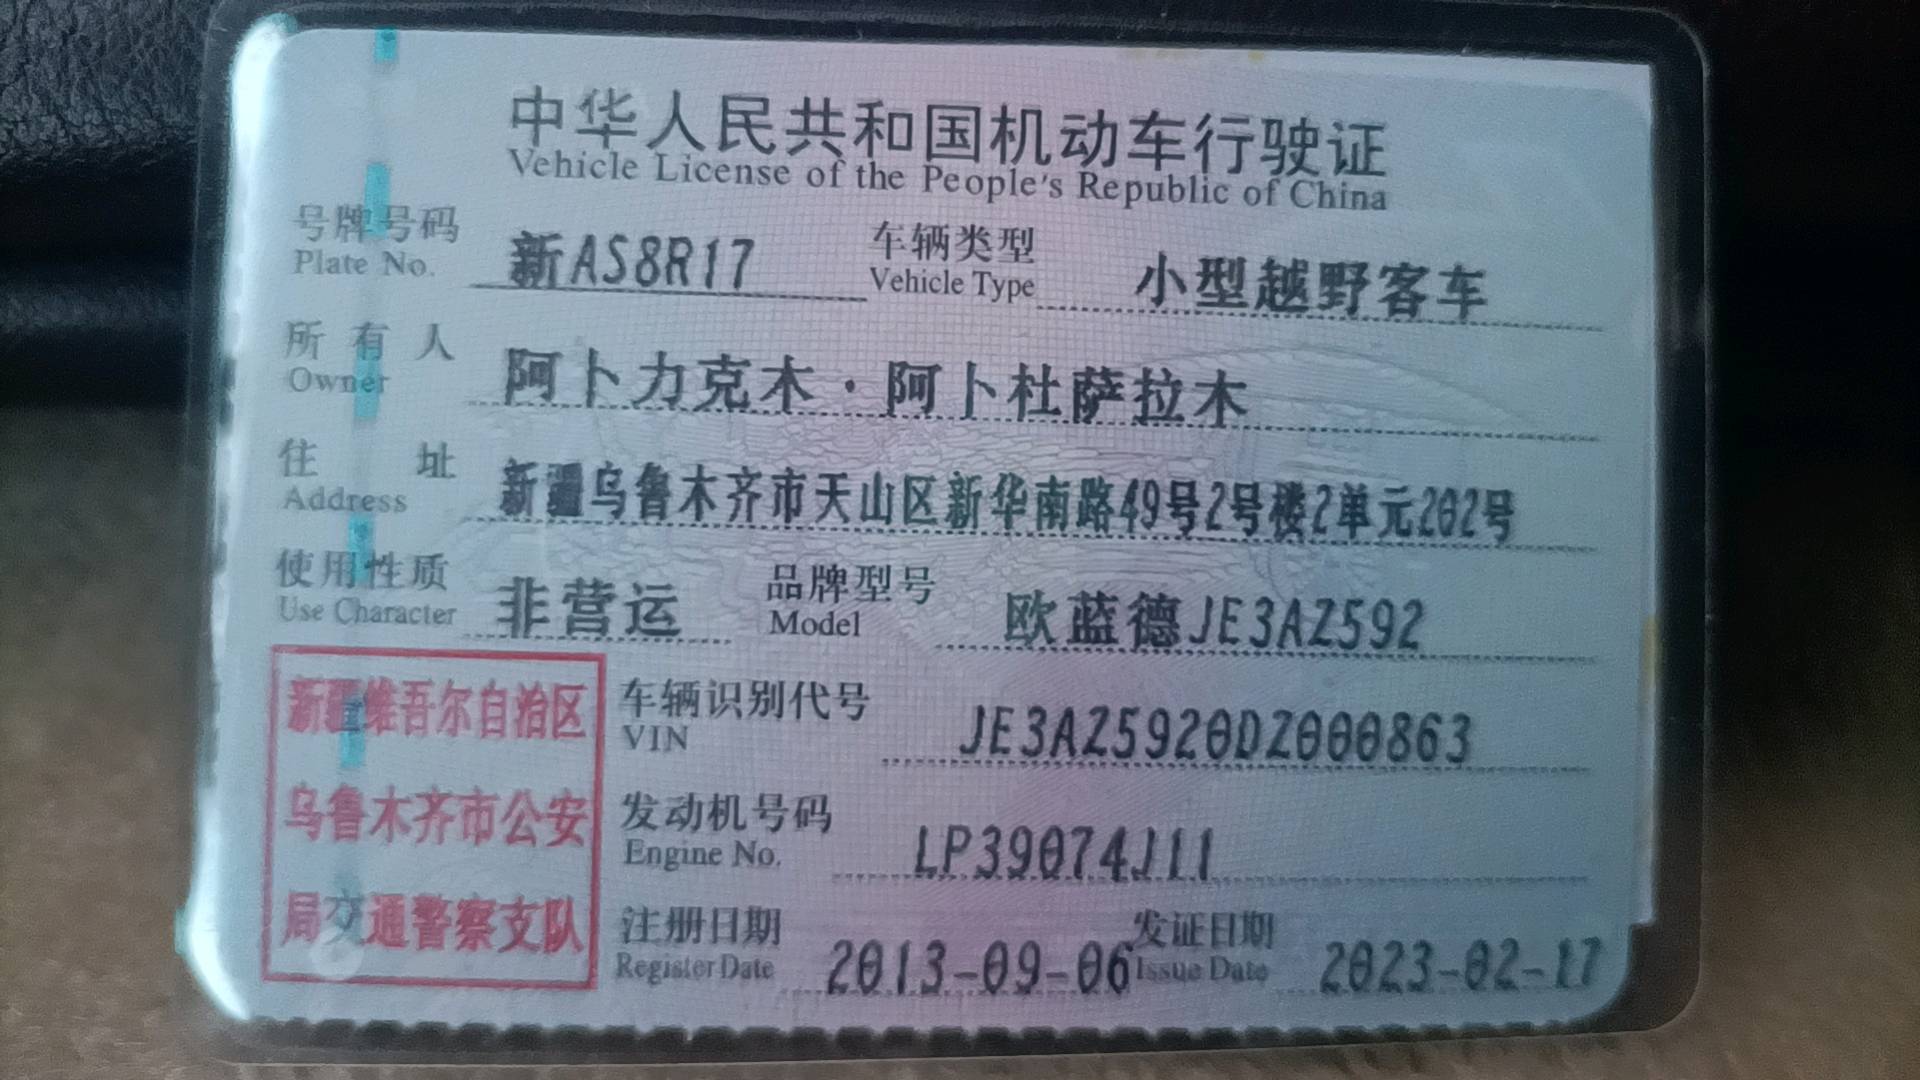 中华人民共和国机动车行驶证
Vehicle License of the People's Republic of China
号牌号码 新AS8R17 车辆类型 小型越野客车
Plate No. Vehicle Type
所有人 阿卜力克木·阿卜杜萨拉木
Owner
住址 新疆乌鲁木齐市天山区新华南路49号2号楼2单元202号
Address
使用性质 非营运 品牌型号 欧蓝德JE3AZ592
Use Character Model
新疆维吾尔自治区
乌鲁木齐市公安
局交通警察支队
车辆识别代号 JE3AZ5920DZ000863
VIN
发动机号码 LP39074J11
Engine No.
注册日期 2013-09-06 发证日期 2023-02-17
Register Date Issue Date